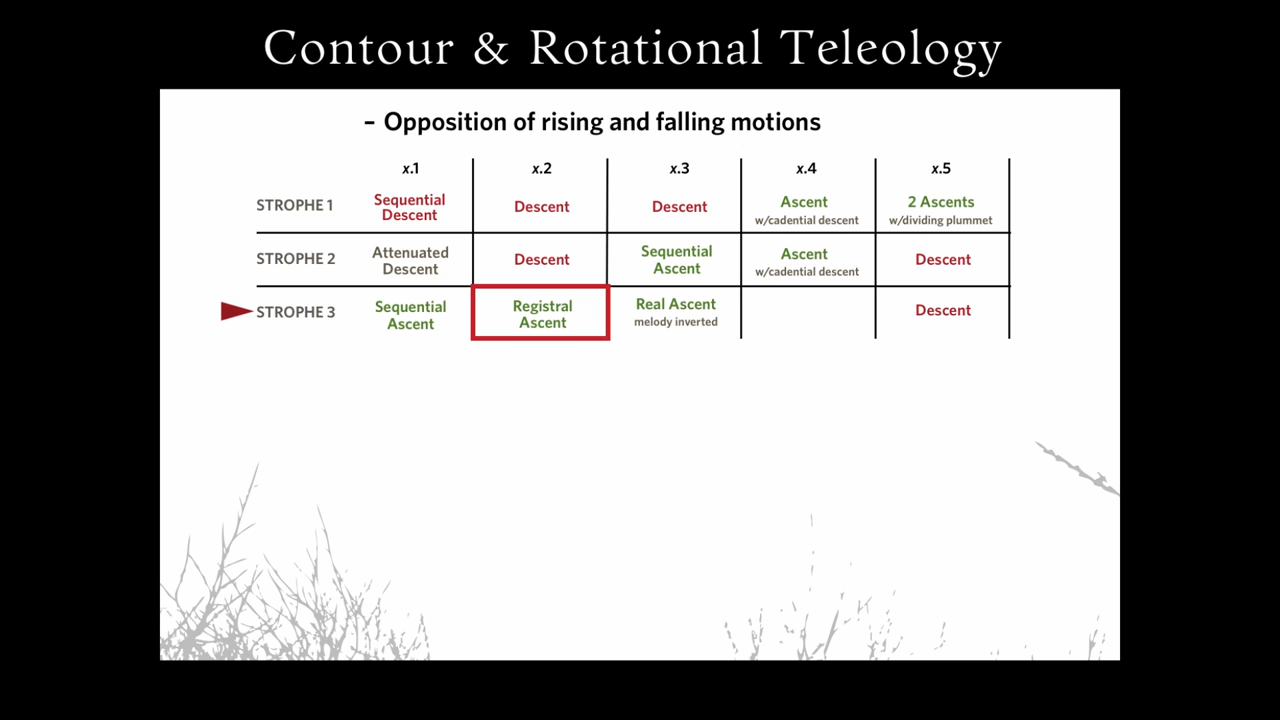 Contour & Rotational Teleology
– Opposition of rising and falling motions
x.1 x.2 x.3 x.4 x.5
STROPHE 1 Sequential Descent Descent Descent Ascent w/cadential descent 2 Ascents w/dividing plummet
STROPHE 2 Attenuated Descent Descent Sequential Ascent Ascent w/cadential descent Descent
STROPHE 3 Sequential Ascent Registral Ascent Real Ascent melody inverted Descent